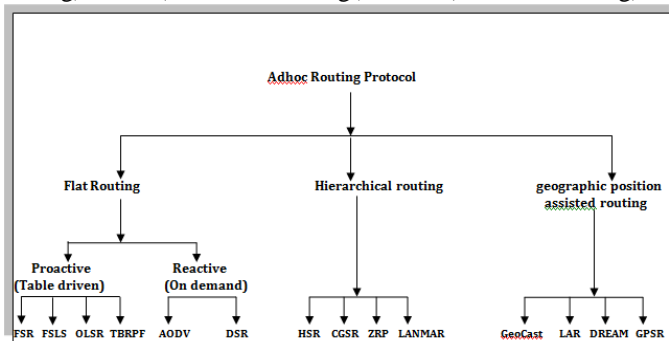 Adhoc Routing Protocol
Flat Routing
Hierarchical routing
geographic position
assisted routing
Proactive
(Table driven)
Reactive
(On demand)
FSR FSLS OLSR TBRPF AODV DSR HSR CGSR ZRP LANMAR GeoCast LAR DREAM GPSR